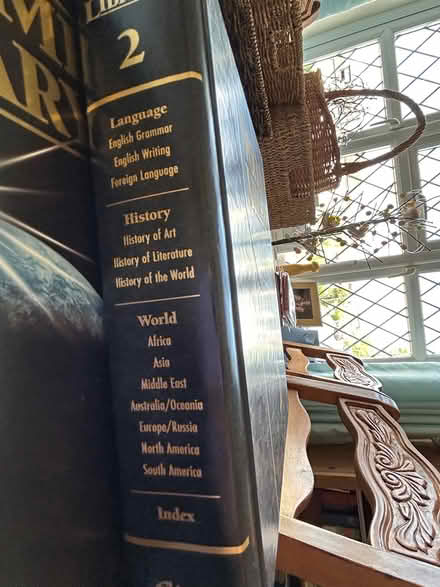 2
Language
English Grammar
English Writing
Foreign Language
History
History of Art
History of Literature
History of the World
World
Africa
Asia
Middle East
Australia/Oceania
Europe/Russia
North America
South America
Index